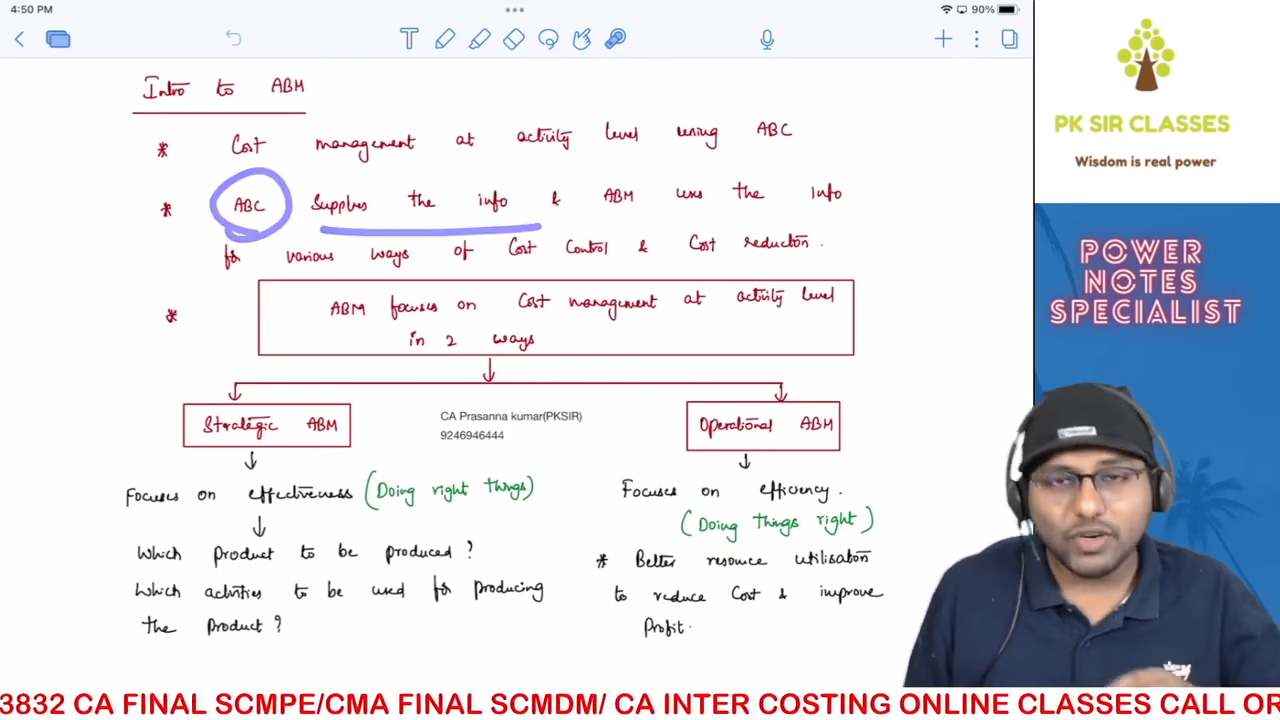 4:50 PM
90%
Intro to ABM
* Cost management at activity level using ABC
* ABC supplies the info & ABM uses the info
for various ways of Cost Control & Cost reduction.
* ABM focuses on Cost management at activity level
in 2 ways
Strategic ABM
CA Prasanna kumar(PKSIR)
9246946444
Operational ABM
Focuses on effectiveness (Doing right things)
Focuses on efficiency.
(Doing things right)
Which product to be produced?
Which activities to be used for producing
the product?
* Better resource utilisation
to reduce Cost & improve
Profit.
PK SIR CLASSES
Wisdom is real power
POWER
NOTES
SPECIALIST
3832 CA FINAL SCMPE/CMA FINAL SCMDM/ CA INTER COSTING ONLINE CLASSES CALL OR